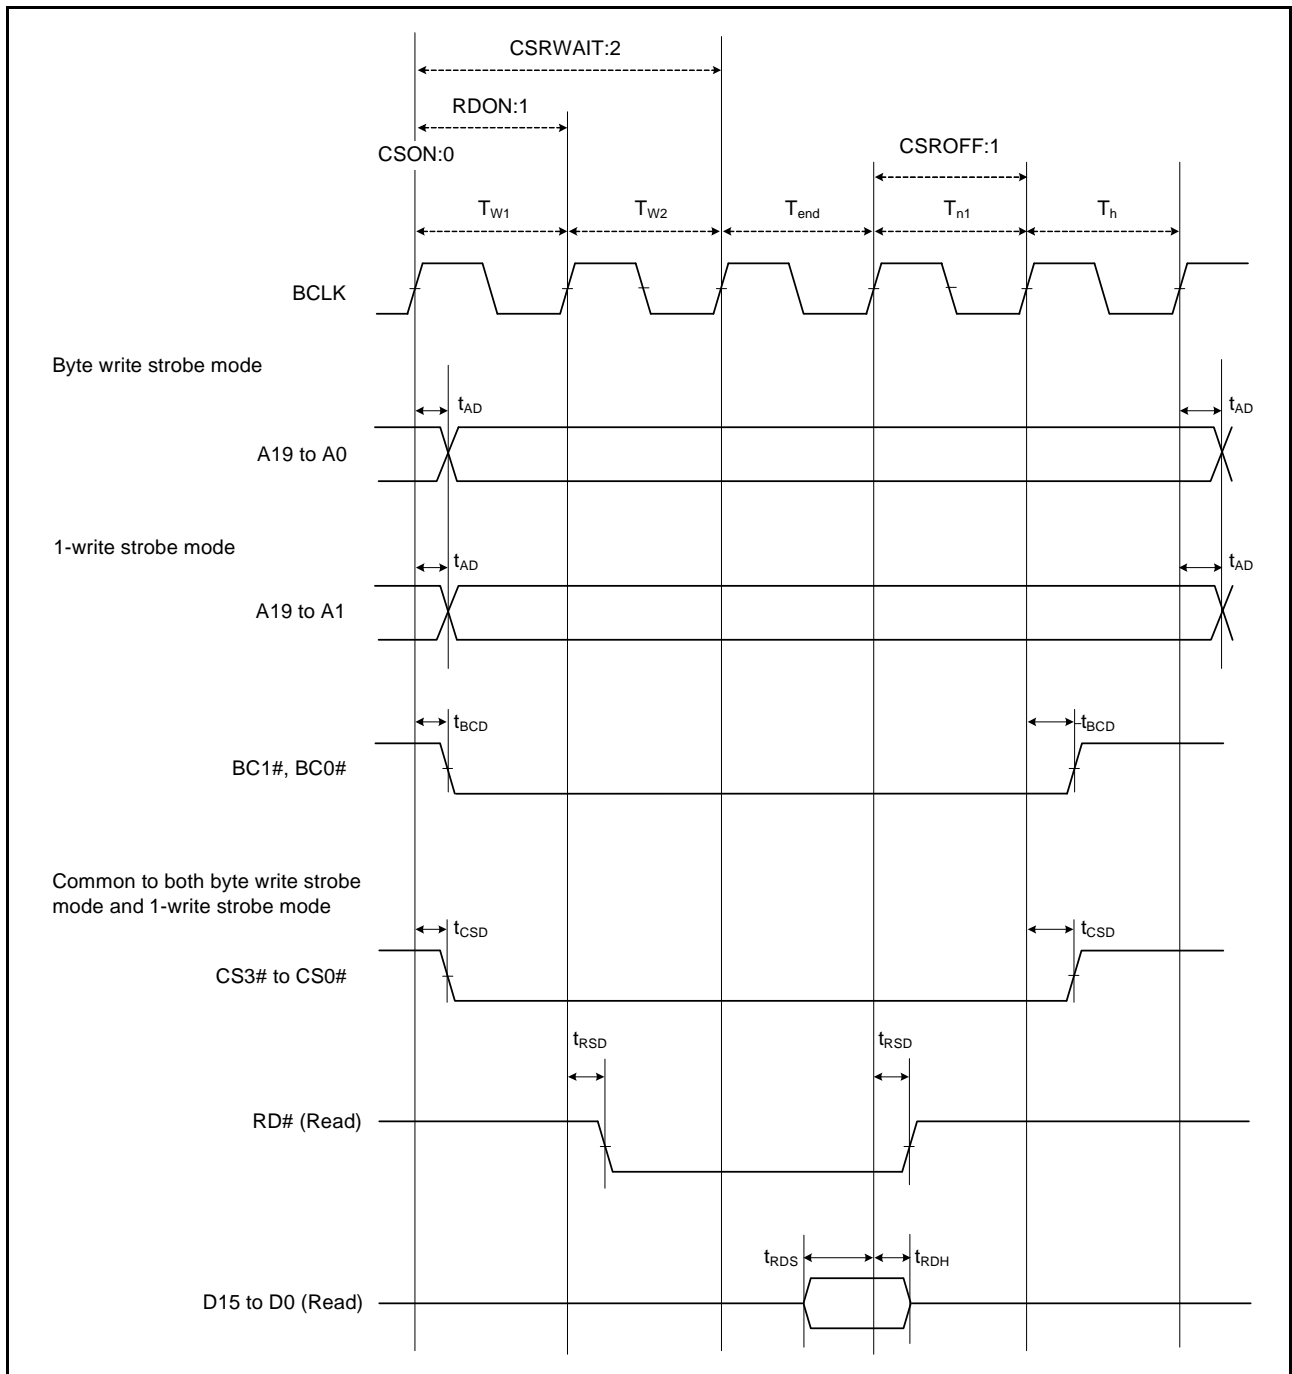 CSRWAIT:2
RDON:1
CSON:0
CSROFF:1
TW1
TW2
Tend
Tn1
Th
BCLK
Byte write strobe mode
tAD
tAD
A19 to A0
1-write strobe mode
tAD
tAD
A19 to A1
tBCD
tBCD
BC1#, BC0#
Common to both byte write strobe
mode and 1-write strobe mode
tCSD
tCSD
CS3# to CS0#
tRSD
tRSD
RD# (Read)
tRDS
tRDH
D15 to D0 (Read)